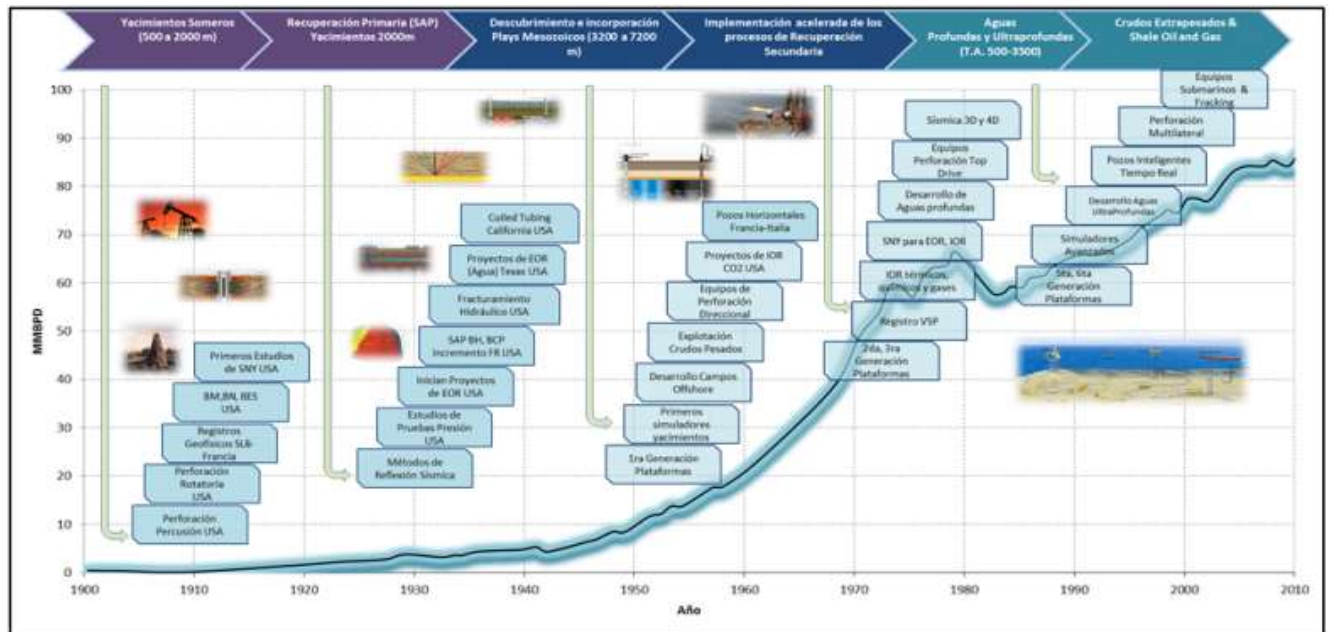 Yacimientos Someros
(500 a 2000 m)
Recuperación Primaria (SAP)
Yacimientos 2000m
Descubrimiento e incorporación
Plays Mesozoicos (3200 a 7200
m)
Implementación acelerada de los
procesos de Recuperación
Secundaria
Aguas
Profundas y Ultraprofundas
(T.A. 500-3500)
Crudos Extrapesados &
Shale Oil and Gas
MMBPD
100
90
80
70
60
50
40
30
20
10
0
Primeros Estudios
de SNY USA
BM,BN, BES
USA
Registros
Geofísicos SLB-
Francia
Perforación
Rotatoria
USA
Perforación
Percusión USA
Culled Tubing
California USA
Proyectos de EOR
(Agua) Texas USA
Fracturamiento
Hidráulico USA
SAP BH, BCP
Incremento FR USA
Inician Proyectos
de EOR USA
Estudios de
Pruebas Presión
USA
Métodos de
Reflexión Sísmica
Pozos Horizontales
Francia-Italia
Proyectos de IOR
CO2 USA
Equipos de
Perforación
Direccional
Explotación
Crudos Pesados
Desarrollo Campos
Offshore
Primeros
simuladores
yacimientos
1ra Generación
Plataformas
Sísmica 3D y 4D
Equipos
Perforación Top
Drive
Desarrollo de
Aguas profundas
SNY para EOR, IOR
IOR térmicos,
químicos y gases
Registro VSP
2da, 3ra
Generación
Plataformas
Equipos
Submarinos &
Fracking
Perforación
Multilateral
Pozos Inteligentes
Tiempo Real
Desarrollo Aguas
UltraProfundas
Simuladores
Avanzados
5ta, 6ta
Generación
Plataformas
1900
1910
1920
1930
1940
1950
1960
1970
1980
1990
2000
2010
Año